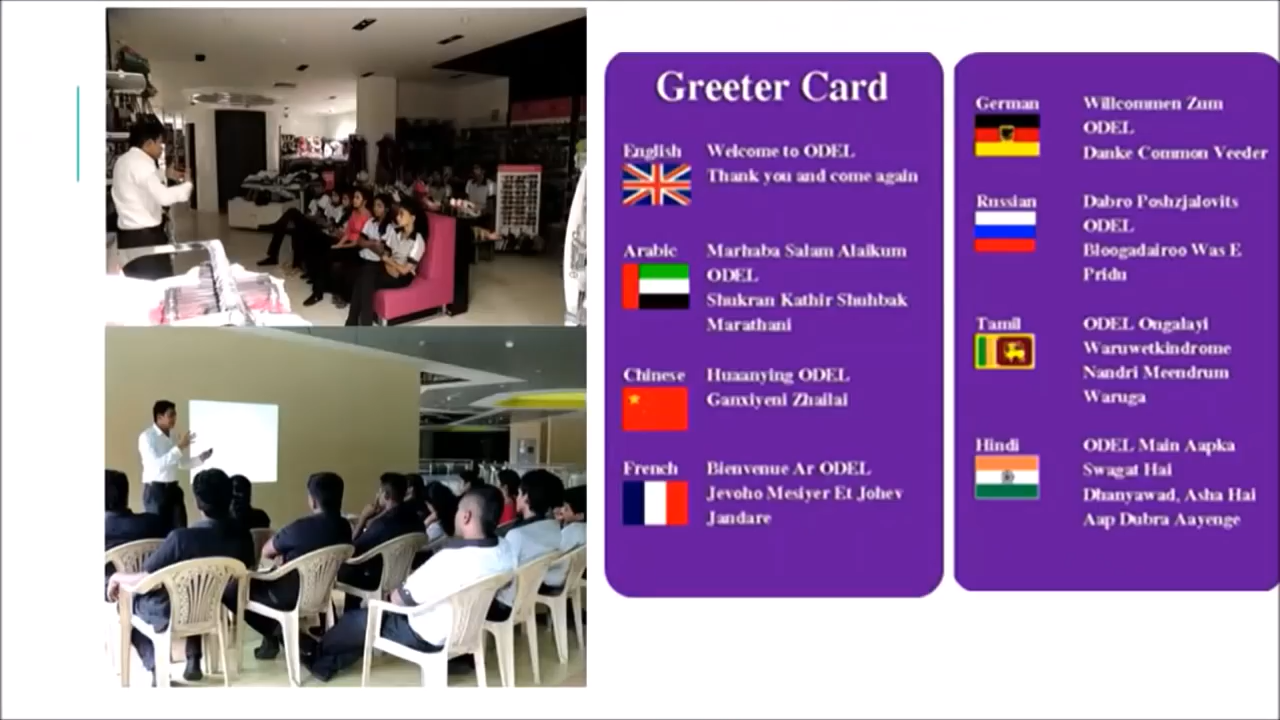 Greeter Card
English
Welcome to ODEL
Thank you and come again
Arabic
Marhaba Salam Alaikum
ODEL
Shukran Kathir Shuhbak
Marathani
Chinese
Huaanying ODEL
Ganxiyeni Zhailai
French
Bienvenue Ar ODEL
Jevoho Mesiyer Et Johev
Jandare
German
Willcommen Zum
ODEL
Danke Common Veeder
Russian
Dabro Poshzjalovits
ODEL
Bloogadairoo Was E
Pridu
Tamil
ODEL Ongalayi
Waruwetkindrome
Nandri Meendrum
Waruga
Hindi
ODEL Main Aapka
Swagat Hai
Dhanyawad, Asha Hai
Aap Dubra Aayenge